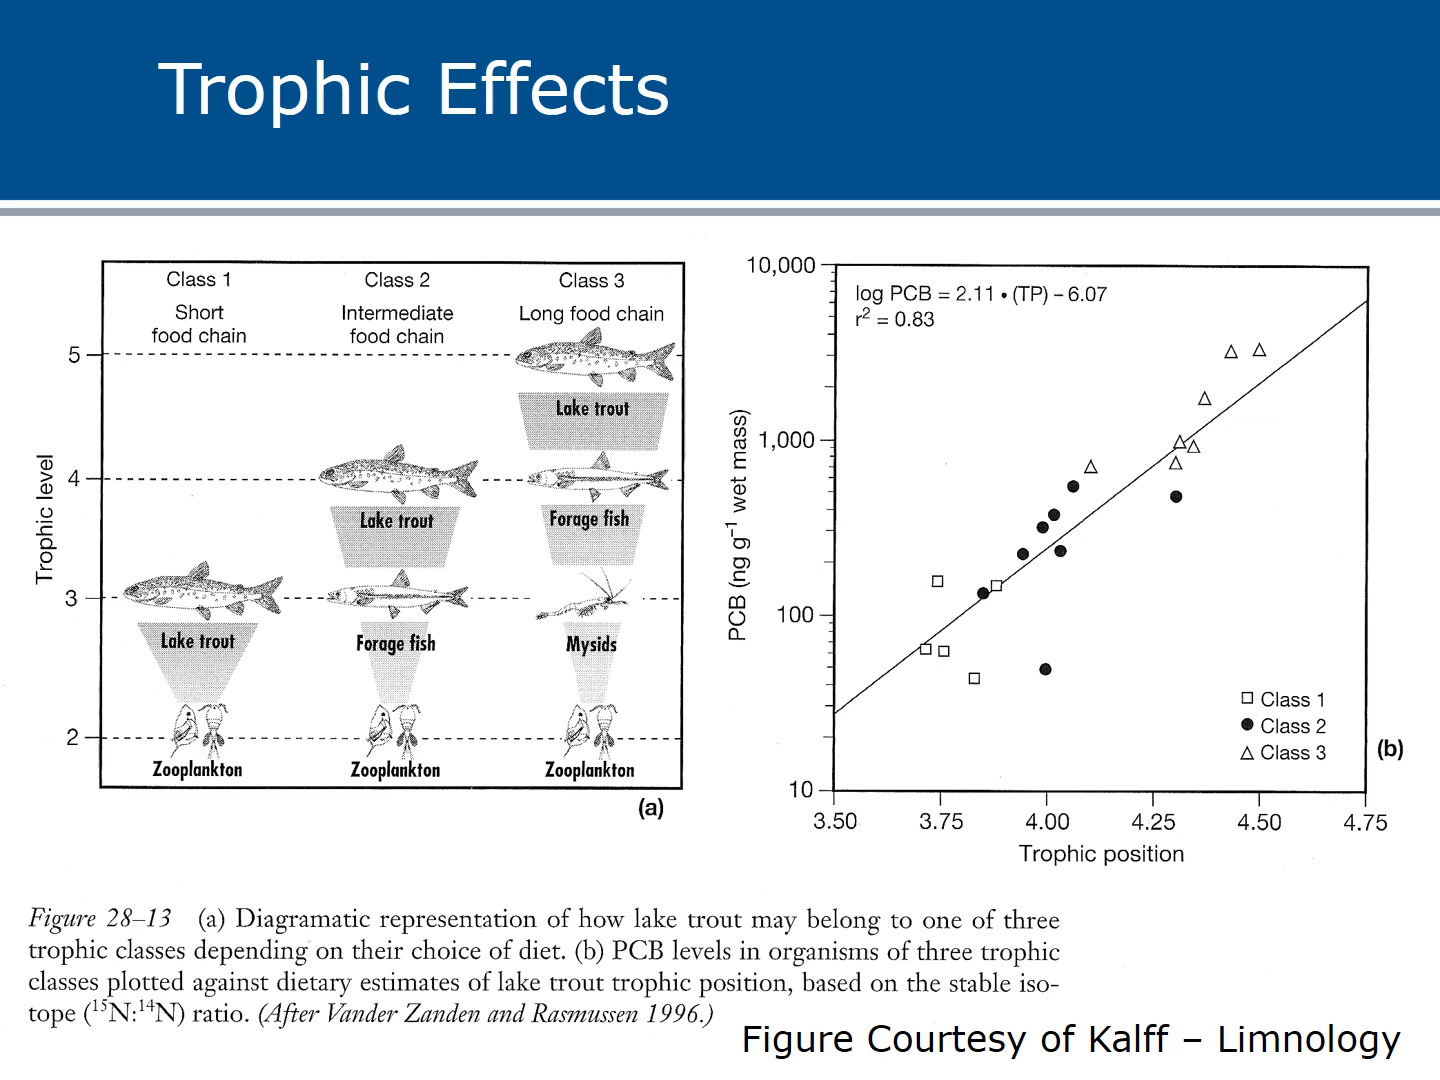 Trophic Effects
Class 1
Short
food chain
Class 2
Intermediate
food chain
Class 3
Long food chain
Trophic level
5
4
3
2
Lake trout
Zooplankton
Lake trout
Forage fish
Zooplankton
Lake trout
Forage fish
Mysids
Zooplankton
(a)
PCB (ng g⁻¹ wet mass)
10,000
1,000
100
10
log PCB = 2.11 • (TP) – 6.07
r² = 0.83
Class 1
Class 2
Class 3
(b)
3.50 3.75 4.00 4.25 4.50 4.75
Trophic position
Figure 28–13 (a) Diagramatic representation of how lake trout may belong to one of three
trophic classes depending on their choice of diet. (b) PCB levels in organisms of three trophic
classes plotted against dietary estimates of lake trout trophic position, based on the stable iso-
tope (¹⁵N:¹⁴N) ratio. (After Vander Zanden and Rasmussen 1996.)
Figure Courtesy of Kalff – Limnology